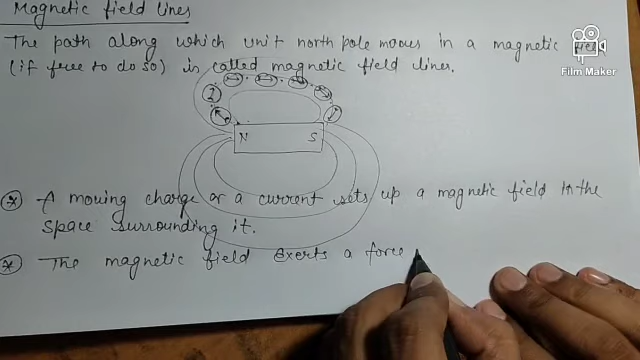 Magnetic field lines
The path along which unit north pole moves in a magnetic field
(if free to do so) is called magnetic field lines.
Film Maker
N S
* A moving charge or a current sets up a magnetic field in the
space surrounding it.
* The magnetic field exerts a force